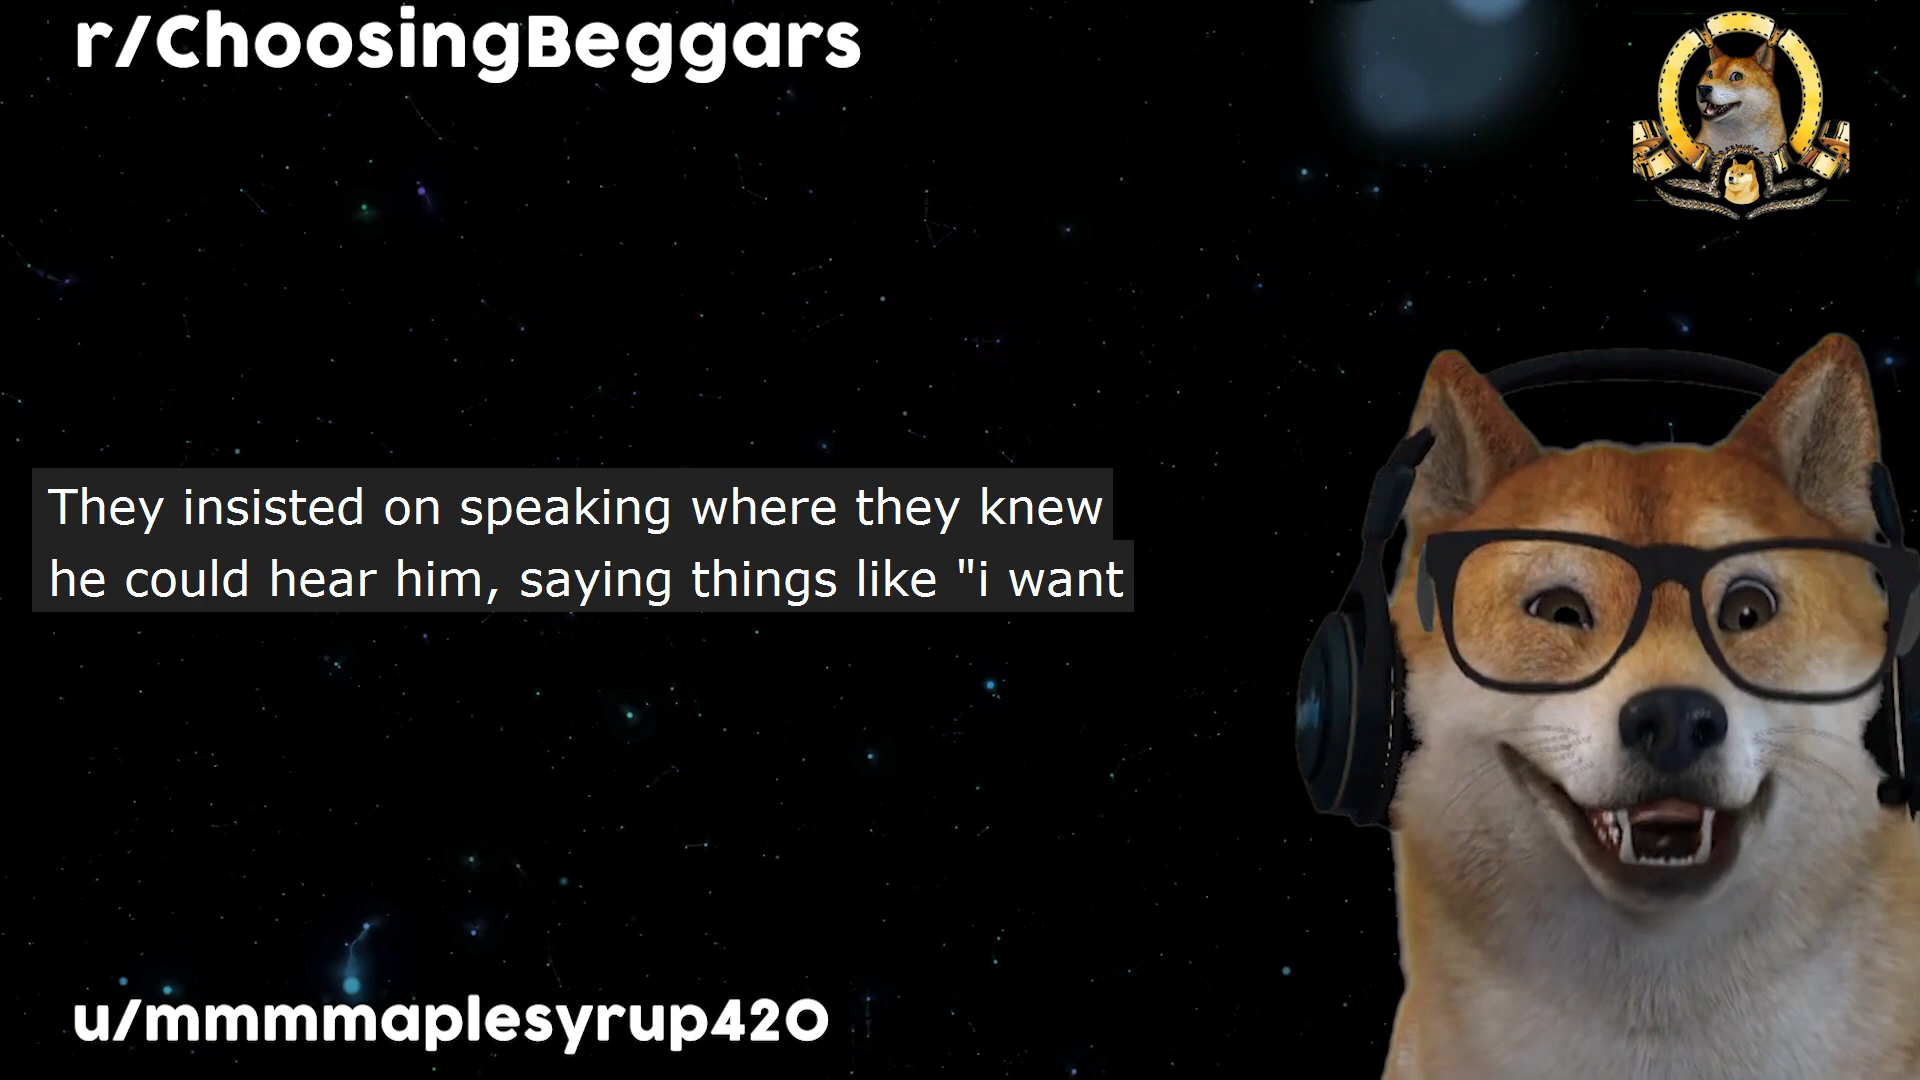 r/ChoosingBeggars
They insisted on speaking where they knew
he could hear him, saying things like "i want
u/mmmmaplesyrup420